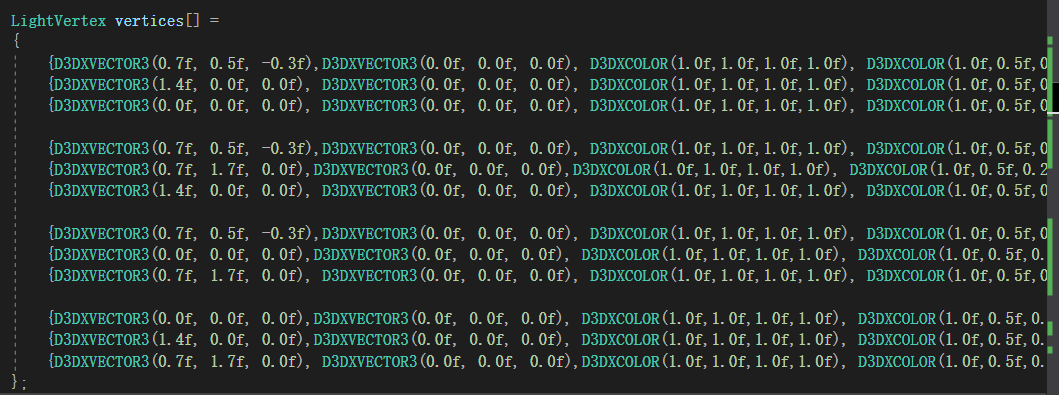 LightVertex vertices[] =
{
{D3DXVECTOR3(0.7f, 0.5f, -0.3f),D3DXVECTOR3(0.0f, 0.0f, 0.0f), D3DXCOLOR(1.0f,1.0f,1.0f,1.0f), D3DXCOLOR(1.0f,0.5f,0
{D3DXVECTOR3(1.4f, 0.0f, 0.0f), D3DXVECTOR3(0.0f, 0.0f, 0.0f), D3DXCOLOR(1.0f,1.0f,1.0f,1.0f), D3DXCOLOR(1.0f,0.5f,0
{D3DXVECTOR3(0.0f, 0.0f, 0.0f), D3DXVECTOR3(0.0f, 0.0f, 0.0f), D3DXCOLOR(1.0f,1.0f,1.0f,1.0f), D3DXCOLOR(1.0f,0.5f,0
{D3DXVECTOR3(0.7f, 0.5f, -0.3f),D3DXVECTOR3(0.0f, 0.0f, 0.0f), D3DXCOLOR(1.0f,1.0f,1.0f,1.0f), D3DXCOLOR(1.0f,0.5f,0
{D3DXVECTOR3(0.7f, 1.7f, 0.0f),D3DXVECTOR3(0.0f, 0.0f, 0.0f),D3DXCOLOR(1.0f,1.0f,1.0f,1.0f), D3DXCOLOR(1.0f,0.5f,0.2
{D3DXVECTOR3(1.4f, 0.0f, 0.0f), D3DXVECTOR3(0.0f, 0.0f, 0.0f), D3DXCOLOR(1.0f,1.0f,1.0f,1.0f), D3DXCOLOR(1.0f,0.5f,0
{D3DXVECTOR3(0.7f, 0.5f, -0.3f),D3DXVECTOR3(0.0f, 0.0f, 0.0f), D3DXCOLOR(1.0f,1.0f,1.0f,1.0f), D3DXCOLOR(1.0f,0.5f,0
{D3DXVECTOR3(0.0f, 0.0f, 0.0f),D3DXVECTOR3(0.0f, 0.0f, 0.0f), D3DXCOLOR(1.0f,1.0f,1.0f,1.0f), D3DXCOLOR(1.0f,0.5f,0.
{D3DXVECTOR3(0.7f, 1.7f, 0.0f), D3DXVECTOR3(0.0f, 0.0f, 0.0f), D3DXCOLOR(1.0f,1.0f,1.0f,1.0f), D3DXCOLOR(1.0f,0.5f,0
{D3DXVECTOR3(0.0f, 0.0f, 0.0f),D3DXVECTOR3(0.0f, 0.0f, 0.0f), D3DXCOLOR(1.0f,1.0f,1.0f,1.0f), D3DXCOLOR(1.0f,0.5f,0.
{D3DXVECTOR3(1.4f, 0.0f, 0.0f),D3DXVECTOR3(0.0f, 0.0f, 0.0f), D3DXCOLOR(1.0f,1.0f,1.0f,1.0f), D3DXCOLOR(1.0f,0.5f,0.
{D3DXVECTOR3(0.7f, 1.7f, 0.0f), D3DXVECTOR3(0.0f, 0.0f, 0.0f),D3DXCOLOR(1.0f,1.0f,1.0f,1.0f), D3DXCOLOR(1.0f,0.5f,0.
};